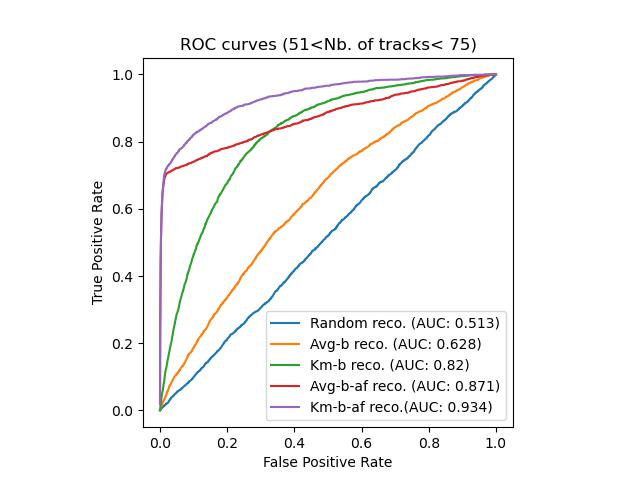 ROC curves (51<Nb. of tracks< 75)
True Positive Rate
1.0
0.8
0.6
0.4
0.2
0.0
Random reco. (AUC: 0.513)
Avg-b reco. (AUC: 0.628)
Km-b reco. (AUC: 0.82)
Avg-b-af reco. (AUC: 0.871)
Km-b-af reco.(AUC: 0.934)
0.0 0.2 0.4 0.6 0.8 1.0
False Positive Rate